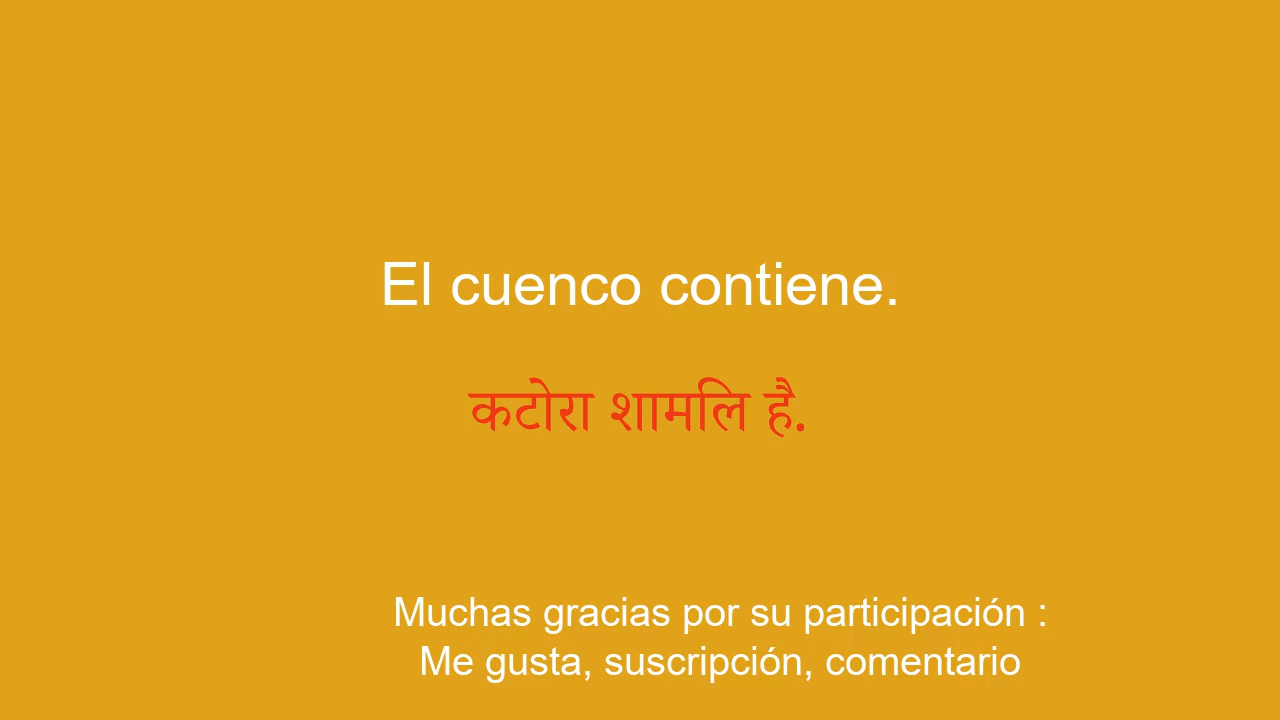 El cuenco contiene.
कटोरा शामलि है.
Muchas gracias por su participación :
Me gusta, suscripción, comentario